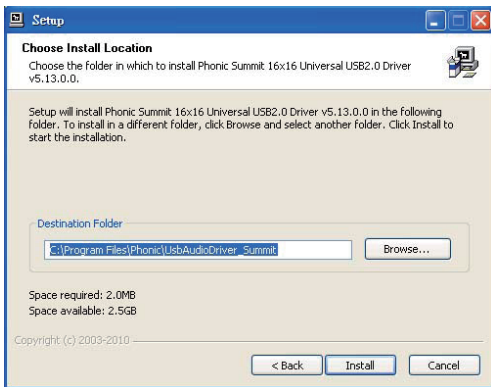 Setup
Choose Install Location
Choose the folder in which to install Phonic Summit 16x16 Universal USB2.0 Driver
v5.13.0.0.
Setup will install Phonic Summit 16x16 Universal USB2.0 Driver v5.13.0.0 in the following
folder. To install in a different folder, click Browse and select another folder. Click Install to
start the installation.
Destination Folder
C:\Program Files\Phonic\UsbAudioDriver_Summit
Browse...
Space required: 2.0MB
Space available: 2.5GB
Copyright (c) 2003-2010
< Back Install Cancel